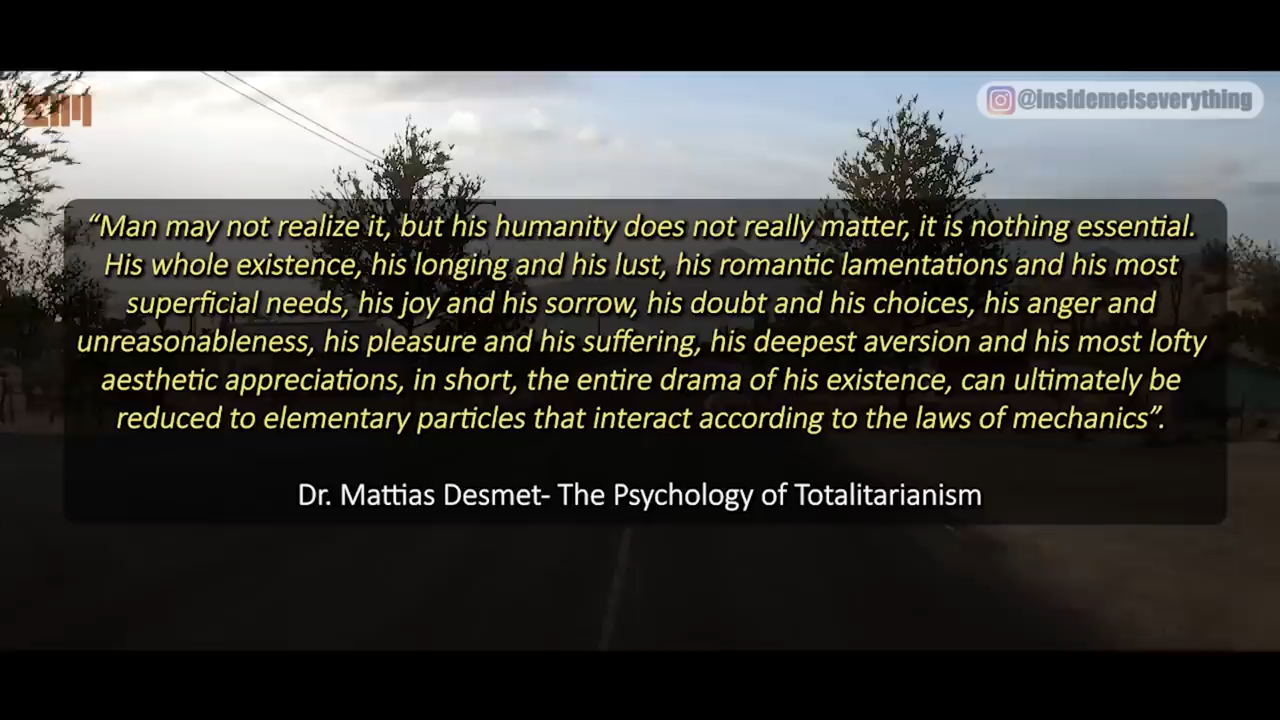 @insidemeiseverything
“Man may not realize it, but his humanity does not really matter, it is nothing essential.
His whole existence, his longing and his lust, his romantic lamentations and his most
superficial needs, his joy and his sorrow, his doubt and his choices, his anger and
unreasonableness, his pleasure and his suffering, his deepest aversion and his most lofty
aesthetic appreciations, in short, the entire drama of his existence, can ultimately be
reduced to elementary particles that interact according to the laws of mechanics”.
Dr. Mattias Desmet- The Psychology of Totalitarianism